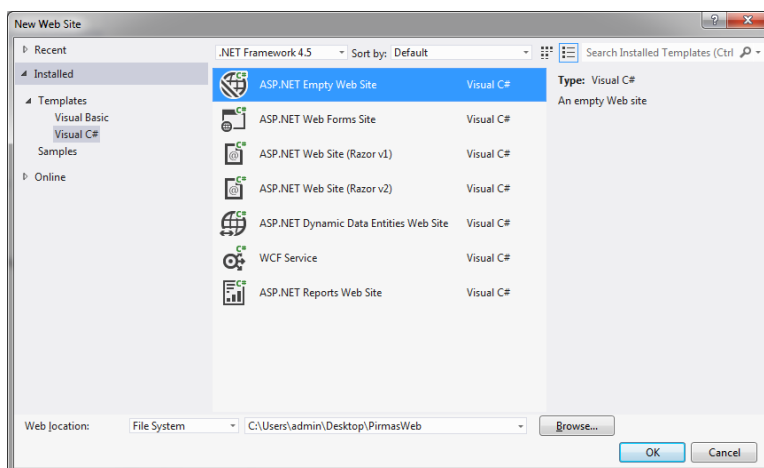 New Web Site
Recent
.NET Framework 4.5
Sort by: Default
Search Installed Templates (Ctrl
Installed
Templates
Visual Basic
Visual C#
Samples
Online
ASP.NET Empty Web Site Visual C#
ASP.NET Web Forms Site Visual C#
ASP.NET Web Site (Razor v1) Visual C#
ASP.NET Web Site (Razor v2) Visual C#
ASP.NET Dynamic Data Entities Web Site Visual C#
WCF Service Visual C#
ASP.NET Reports Web Site Visual C#
Type: Visual C#
An empty Web site
Web location: File System C:\Users\admin\Desktop\PirmasWeb Browse...
OK Cancel